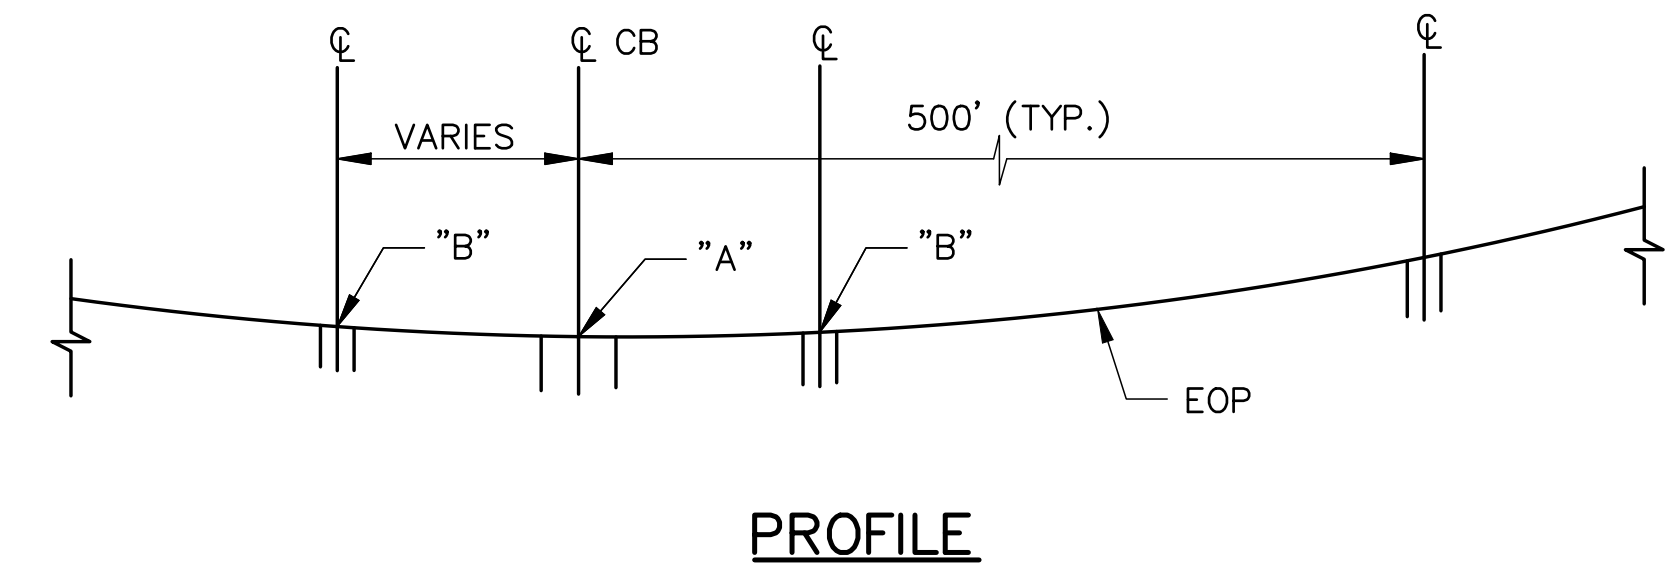 ℄ ℄ CB ℄ ℄
500' (TYP.)
VARIES
"B" "A" "B"
EOP
PROFILE